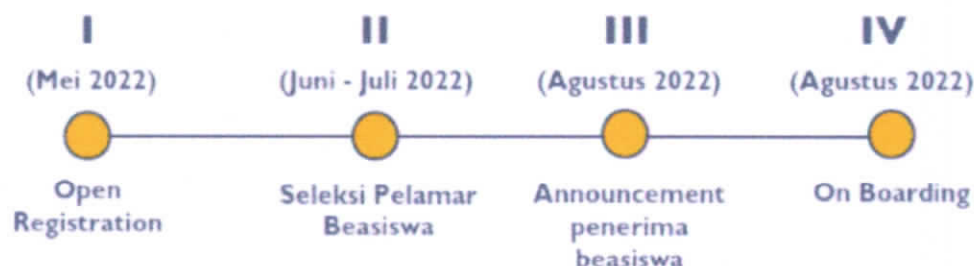 I
II
III
IV
(Mei 2022)
(Juni - Juli 2022)
(Agustus 2022)
(Agustus 2022)
Open
Registration
Seleksi Pelamar
Beasiswa
Announcement
penerima
beasiswa
On Boarding